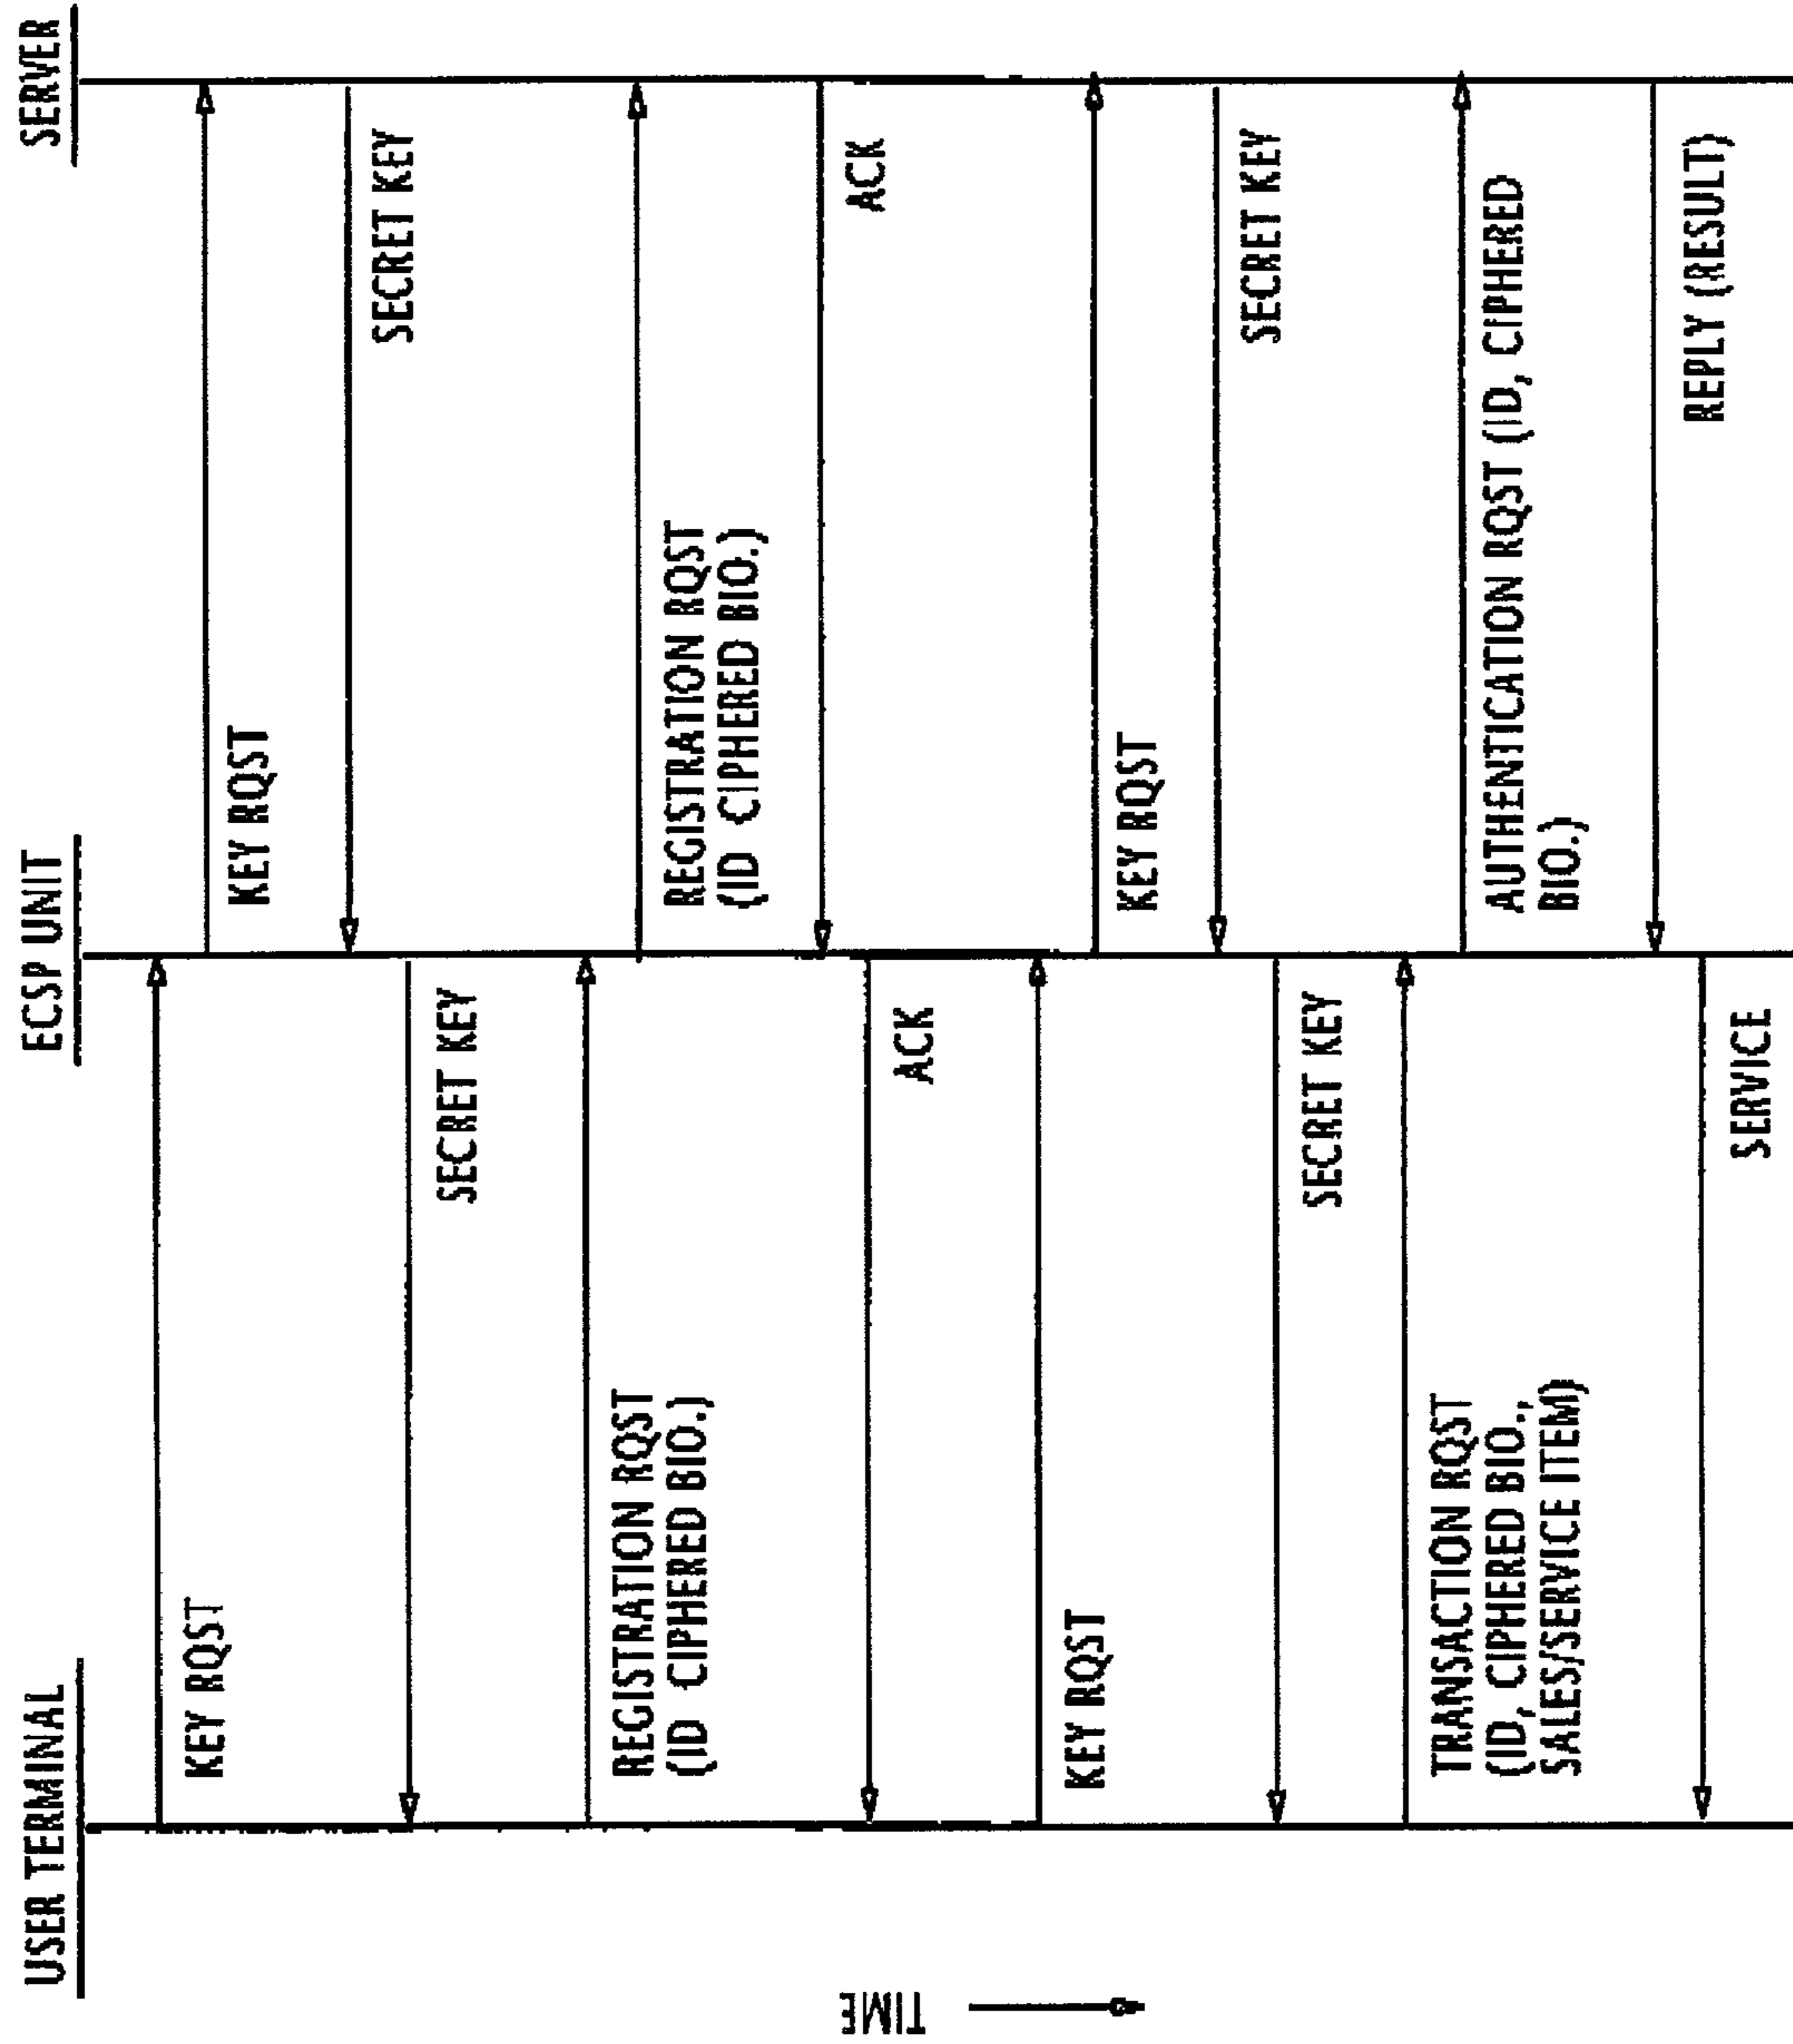 USER TERMINAL
ECSP UNIT
SERVER
KEY RQST
KEY RQST
SECRET KEY
SECRET KEY
REGISTRATION RQST
(ID CIPHERED BIO.)
REGISTRATION RQST
(ID CIPHERED BIO.)
ACK
ACK
TIME
KEY RQST
KEY RQST
SECRET KEY
SECRET KEY
TRANSACTION RQST
(ID, CIPHERED BIO.,
SALES/SERVICE ITEM)
AUTHENTICATION RQST (ID, CIPHERED
BIO.)
REPLY (RESULT)
SERVICE